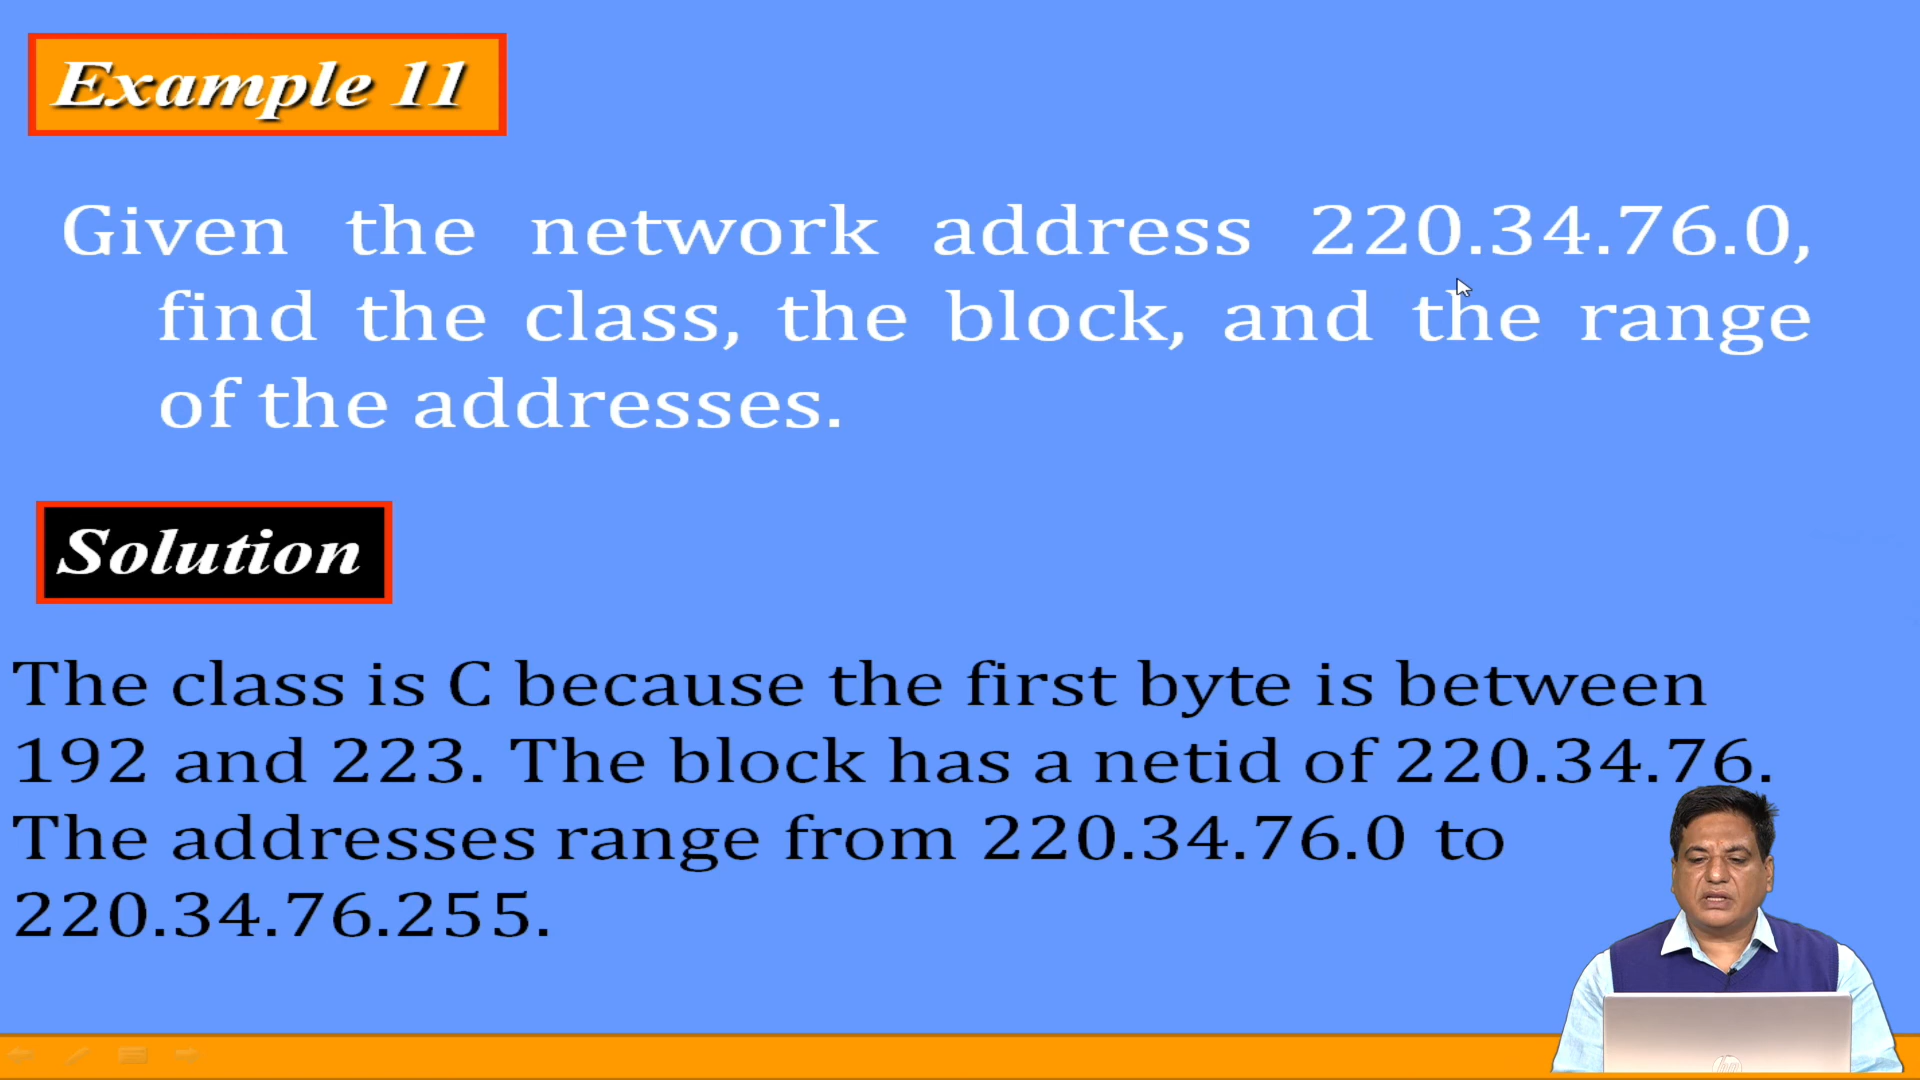 Example 11
Given the network address 220.34.76.0,
find the class, the block, and the range
of the addresses.
Solution
The class is C because the first byte is between
192 and 223. The block has a netid of 220.34.76.
The addresses range from 220.34.76.0 to
220.34.76.255.
hp